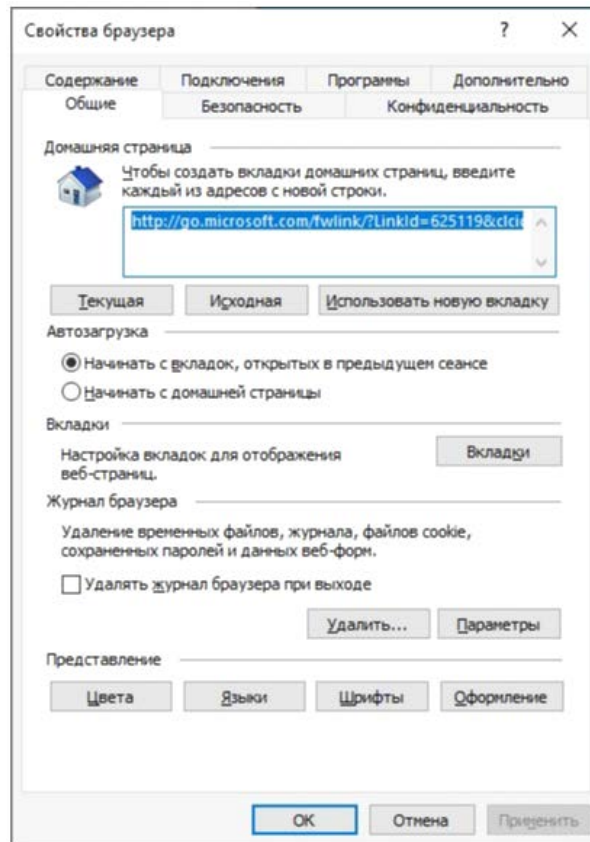 Свойства браузера
Содержание Подключения Программы Дополнительно
Общие Безопасность Конфиденциальность
Домашняя страница
Чтобы создать вкладки домашних страниц, введите
каждый из адресов с новой строки.
http://go.microsoft.com/fwlink/?LinkId=625119&clcid
Текущая Исходная Использовать новую вкладку
Автозагрузка
Начинать с вкладок, открытых в предыдущем сеансе
Начинать с домашней страницы
Вкладки
Настройка вкладок для отображения
веб-страниц.
Вкладки
Журнал браузера
Удаление временных файлов, журнала, файлов cookie,
сохраненных паролей и данных веб-форм.
Удалять журнал браузера при выходе
Удалить... Параметры
Представление
Цвета Языки Шрифты Оформление
ОК Отмена Применить